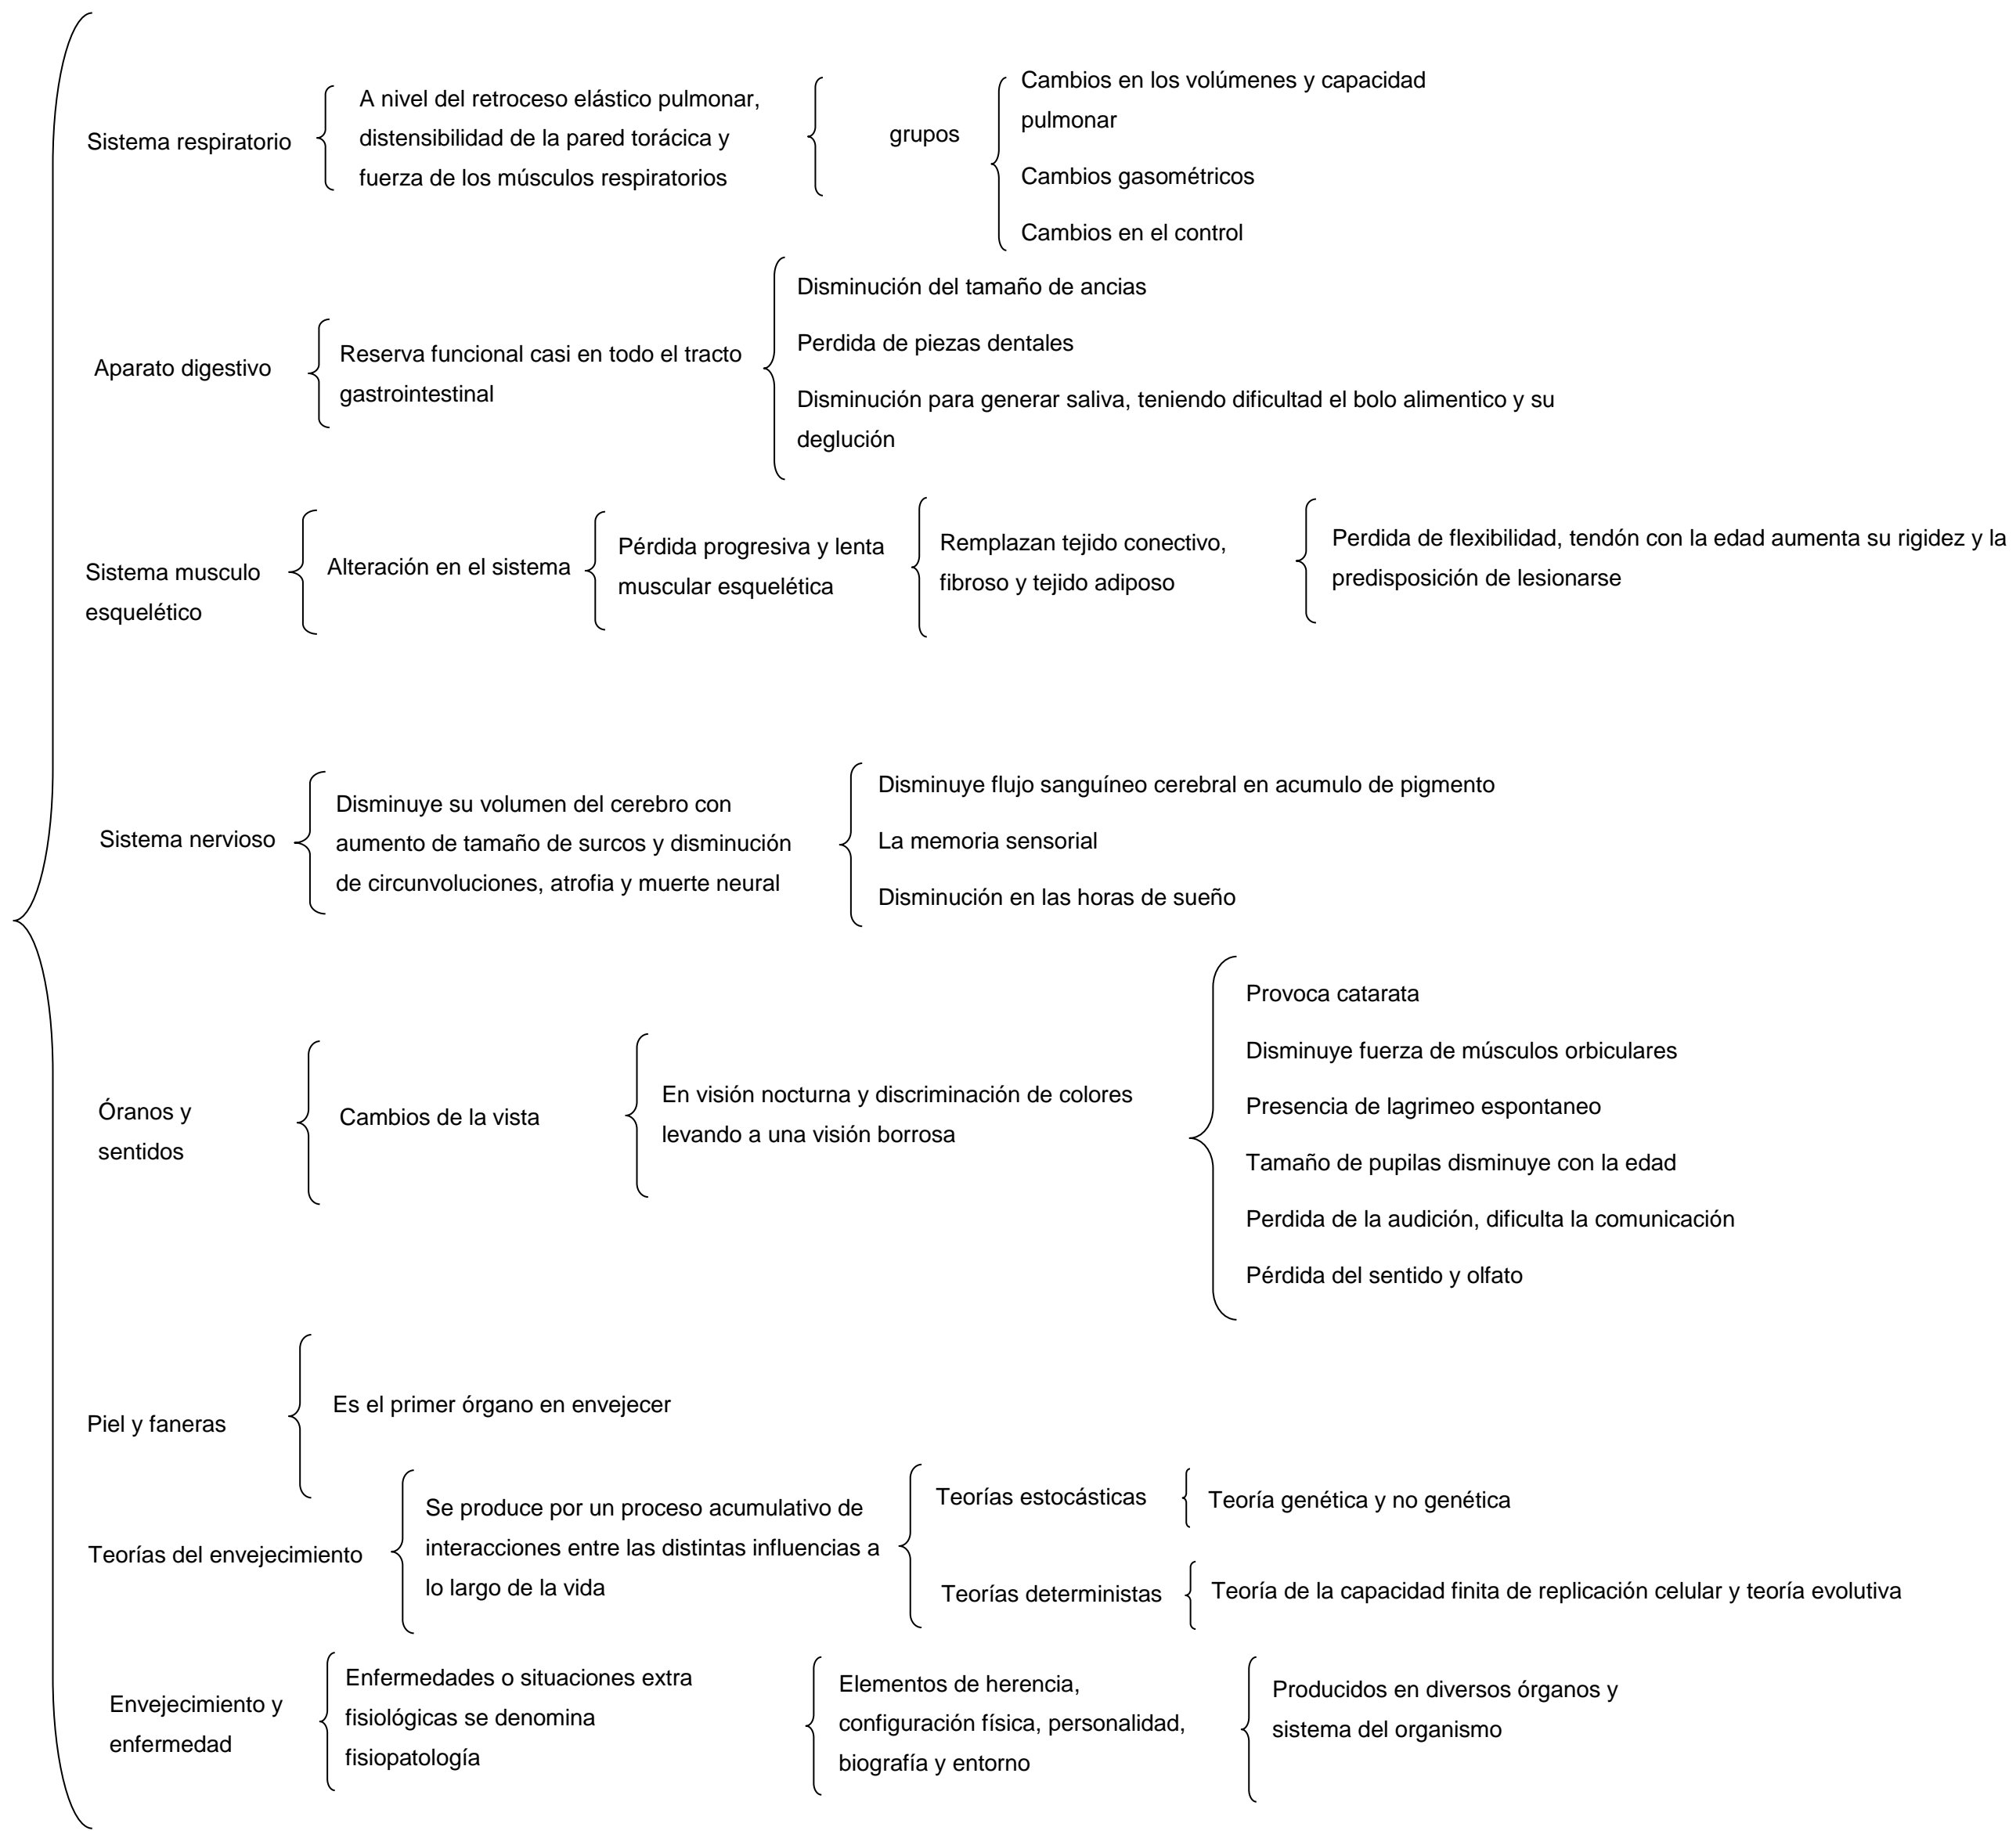 Sistema respiratorio
A nivel del retroceso elástico pulmonar,
distensibilidad de la pared torácica y
fuerza de los músculos respiratorios
grupos
Cambios en los volúmenes y capacidad
pulmonar
Cambios gasométricos
Cambios en el control
Aparato digestivo
Reserva funcional casi en todo el tracto
gastrointestinal
Disminución del tamaño de ancias
Perdida de piezas dentales
Disminución para generar saliva, teniendo dificultad el bolo alimentico y su
deglución
Sistema musculo
esquelético
Alteración en el sistema
Pérdida progresiva y lenta
muscular esquelética
Remplazan tejido conectivo,
fibroso y tejido adiposo
Perdida de flexibilidad, tendón con la edad aumenta su rigidez y la
predisposición de lesionarse
Sistema nervioso
Disminuye su volumen del cerebro con
aumento de tamaño de surcos y disminución
de circunvoluciones, atrofia y muerte neural
Disminuye flujo sanguíneo cerebral en acumulo de pigmento
La memoria sensorial
Disminución en las horas de sueño
Óranos y
sentidos
Cambios de la vista
En visión nocturna y discriminación de colores
levando a una visión borrosa
Provoca catarata
Disminuye fuerza de músculos orbiculares
Presencia de lagrimeo espontaneo
Tamaño de pupilas disminuye con la edad
Perdida de la audición, dificulta la comunicación
Pérdida del sentido y olfato
Piel y faneras
Es el primer órgano en envejecer
Teorías del envejecimiento
Se produce por un proceso acumulativo de
interacciones entre las distintas influencias a
lo largo de la vida
Teorías estocásticas
Teoría genética y no genética
Teorías deterministas
Teoría de la capacidad finita de replicación celular y teoría evolutiva
Envejecimiento y
enfermedad
Enfermedades o situaciones extra
fisiológicas se denomina
fisiopatología
Elementos de herencia,
configuración física, personalidad,
biografía y entorno
Producidos en diversos órganos y
sistema del organismo